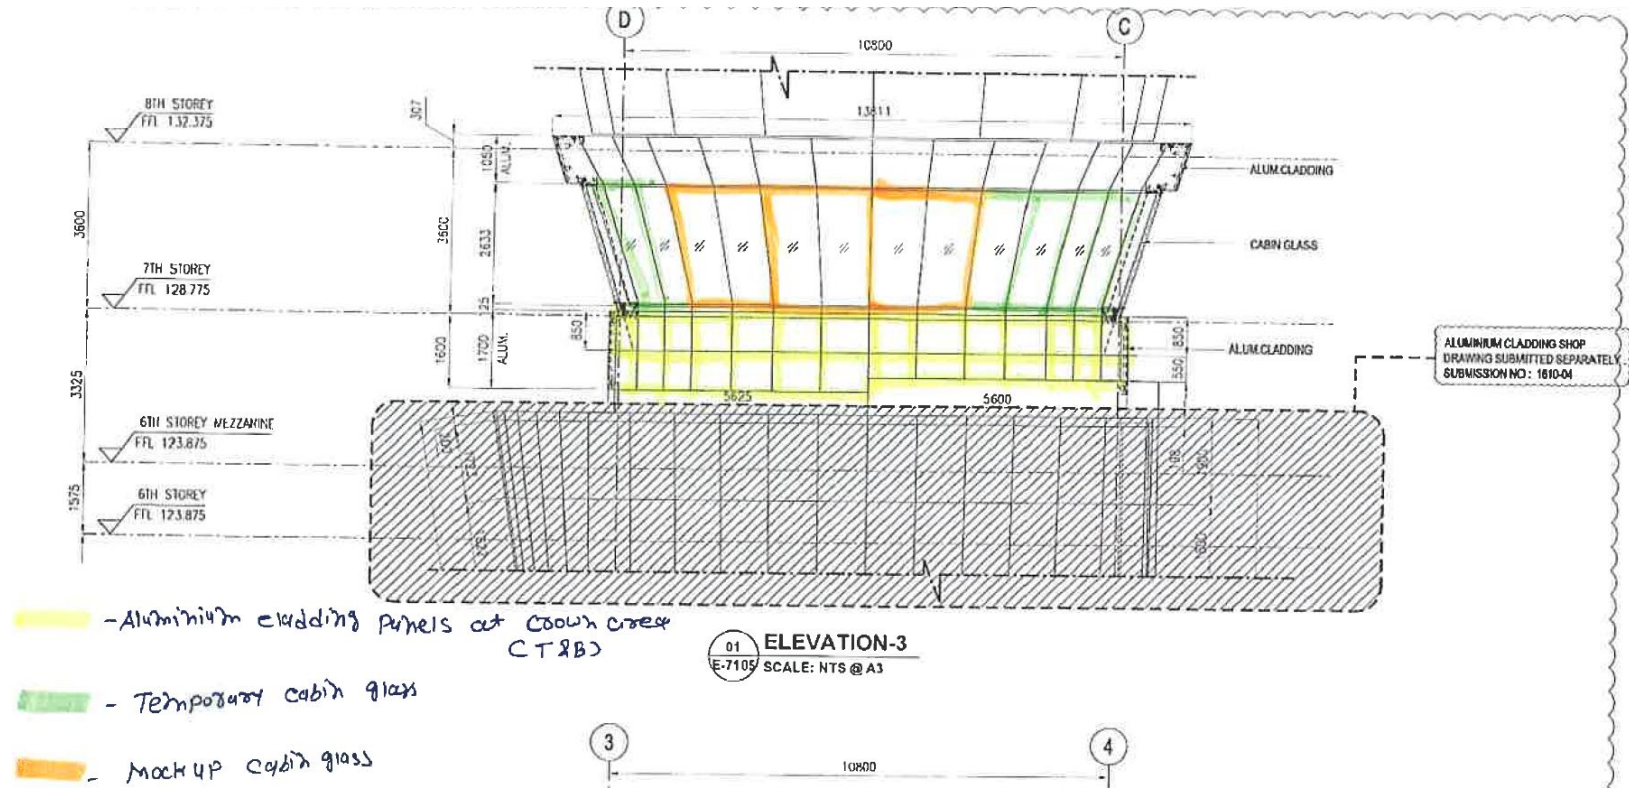 D
C
10800
8TH STOREY
FFL 132.375
307
13811
1050
ALUM.
ALUM.CLADDING
3600
3600
2633
CABIN GLASS
7TH STOREY
FFL 128.775
25
850
1600
1700
ALUM.
850
550
ALUM.CLADDING
ALUMINIUM CLADDING SHOP
DRAWING SUBMITTED SEPARATELY.
SUBMISSION NO : 1610-04
3325
5625
5600
6TH STOREY MEZZANINE
FFL 123.875
198
1575
6TH STOREY
FFL 123.875
- Aluminium cladding panels at crown area
(T&B)
01
E-7105
ELEVATION-3
SCALE: NTS @ A3
- Temporary cabin glass
- Mock up cabin glass
3
4
10800